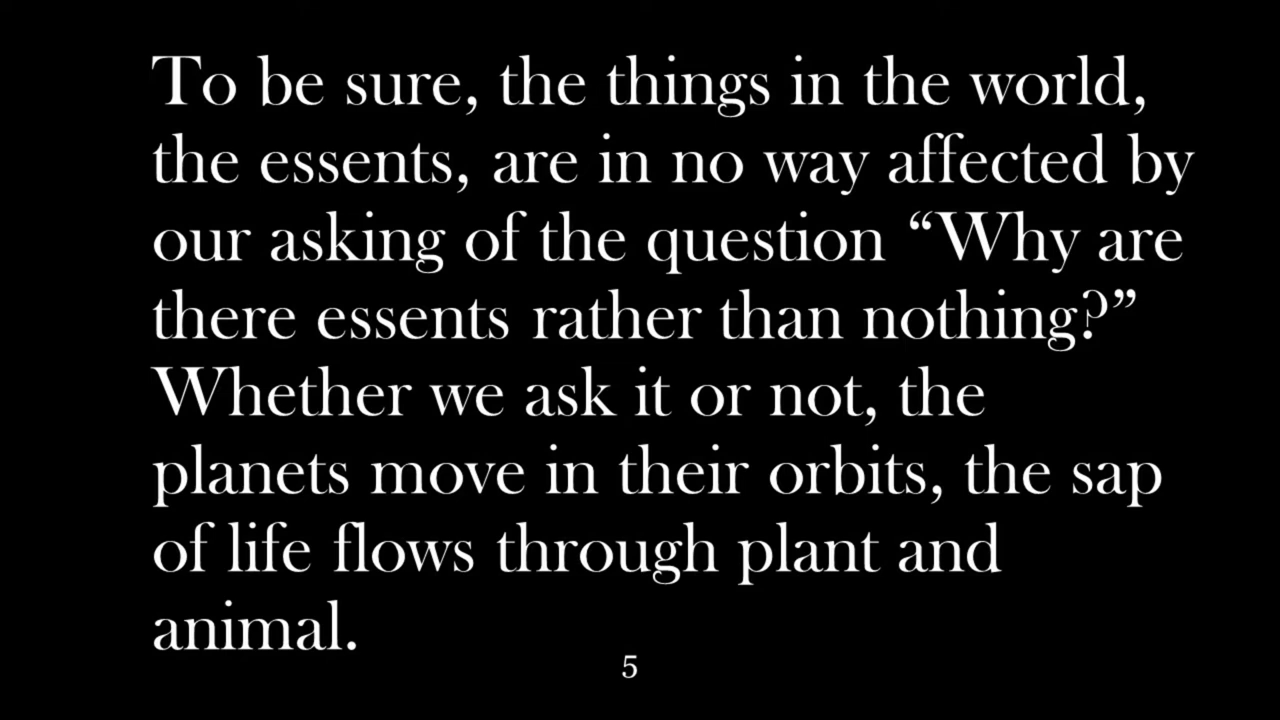 To be sure, the things in the world,
the essents, are in no way affected by
our asking of the question “Why are
there essents rather than nothing?”
Whether we ask it or not, the
planets move in their orbits, the sap
of life flows through plant and
animal.
5